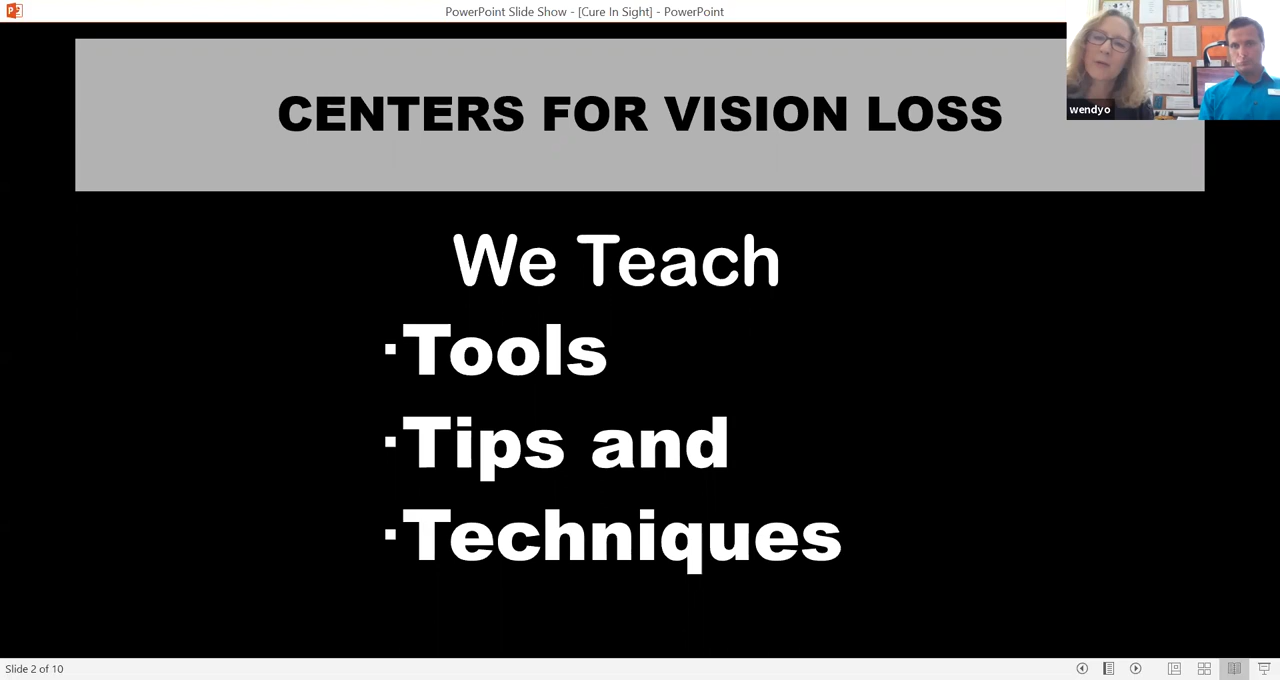 PowerPoint Slide Show - [Cure In Sight] - PowerPoint
wendyo
CENTERS FOR VISION LOSS
We Teach
▪Tools
▪Tips and
▪Techniques
Slide 2 of 10